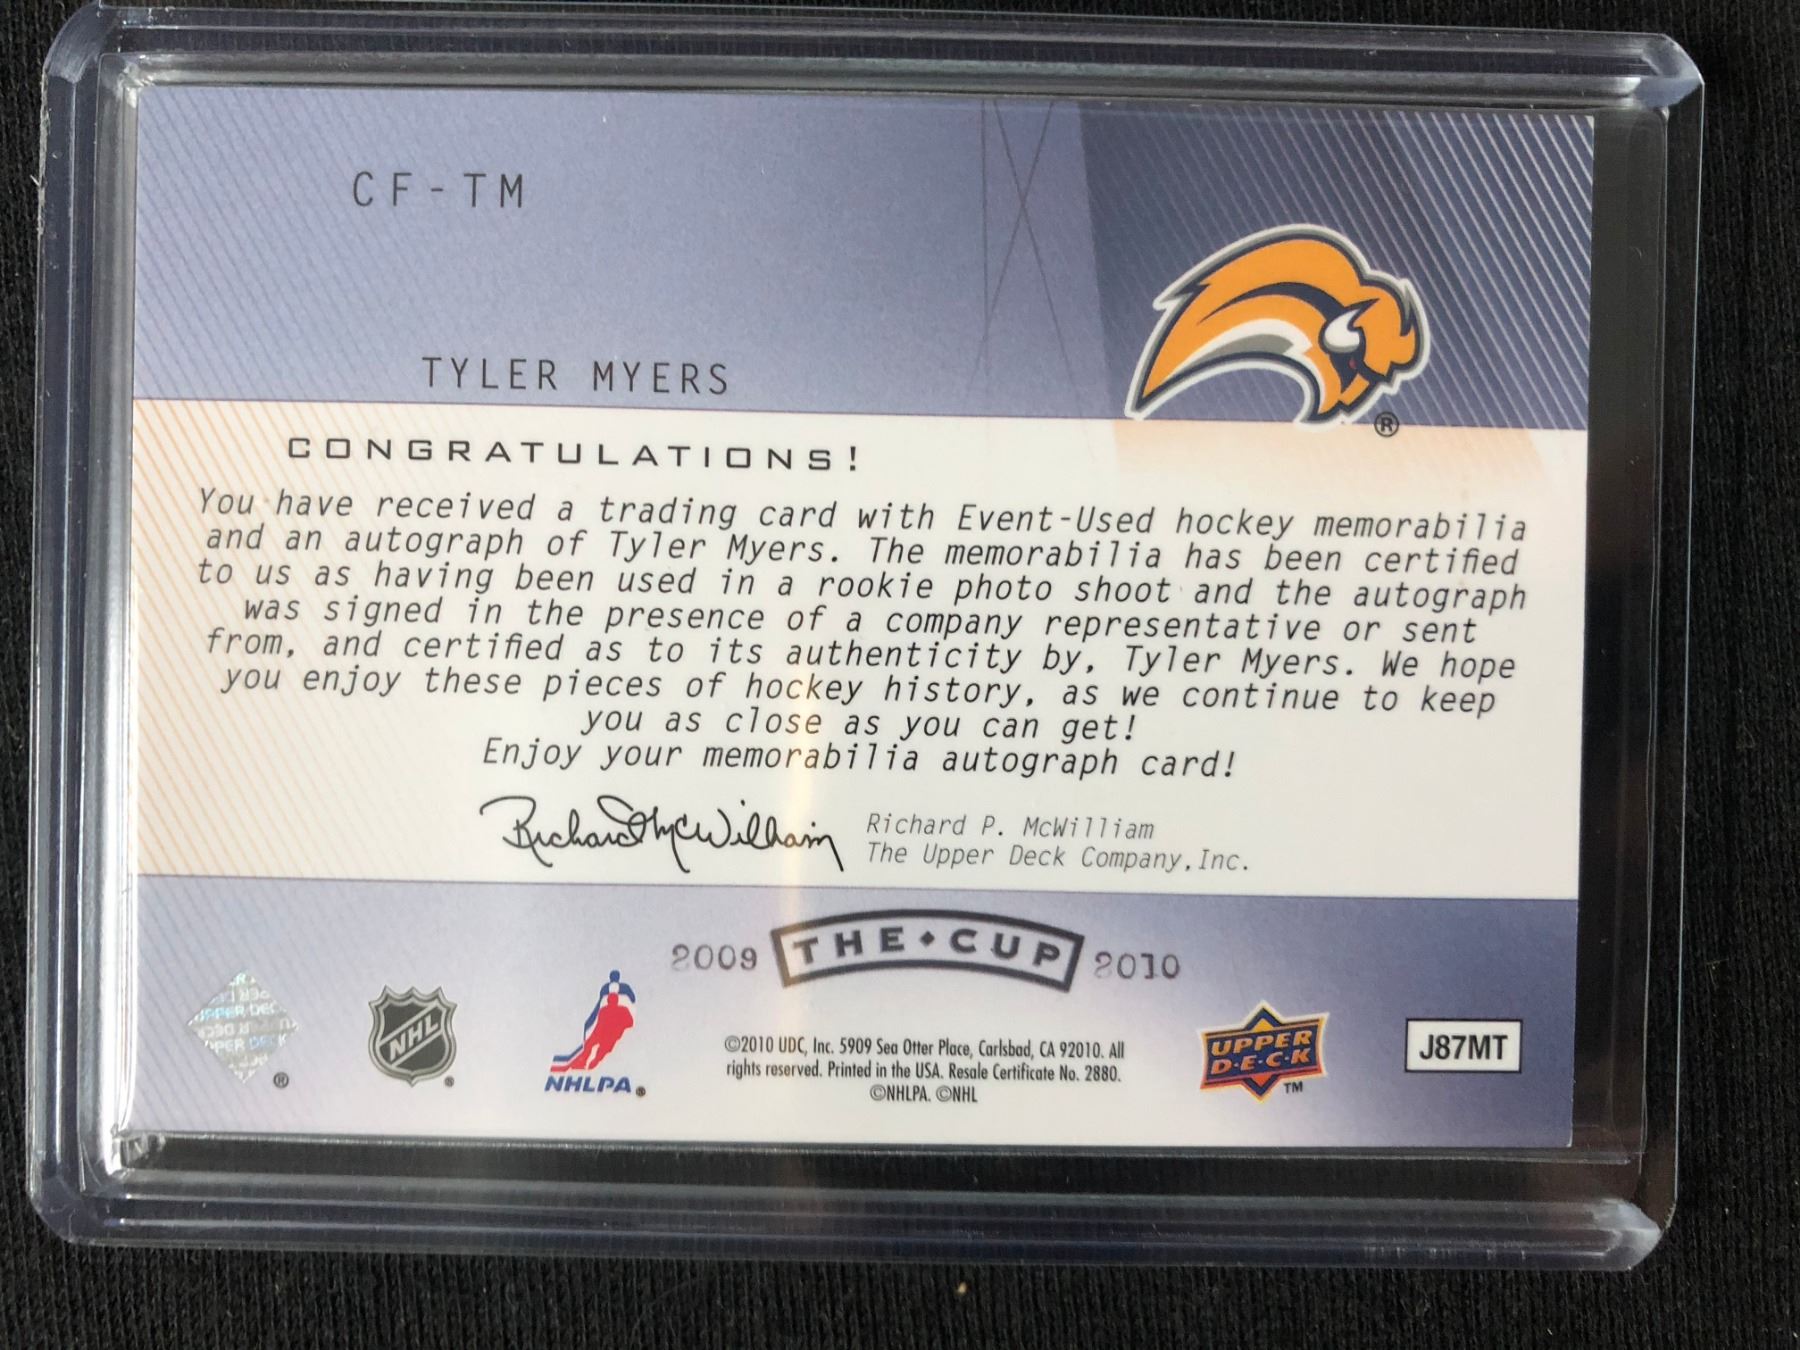 CF-TM
TYLER MYERS
®
CONGRATULATIONS!
You have received a trading card with Event-Used hockey memorabilia
and an autograph of Tyler Myers. The memorabilia has been certified
to us as having been used in a rookie photo shoot and the autograph
was signed in the presence of a company representative or sent
from, and certified as to its authenticity by, Tyler Myers. We hope
you enjoy these pieces of hockey history, as we continue to keep
you as close as you can get!
Enjoy your memorabilia autograph card!
Richard McWilliam
Richard P. McWilliam
The Upper Deck Company, Inc.
2009 THE◆CUP 2010
UPPER DECK
®
NHL
NHLPA
©2010 UDC, Inc. 5909 Sea Otter Place, Carlsbad, CA 92010. All
rights reserved. Printed in the USA. Resale Certificate No. 2880.
©NHLPA. ©NHL
UPPER
D·E·C·K
TM
J87MT